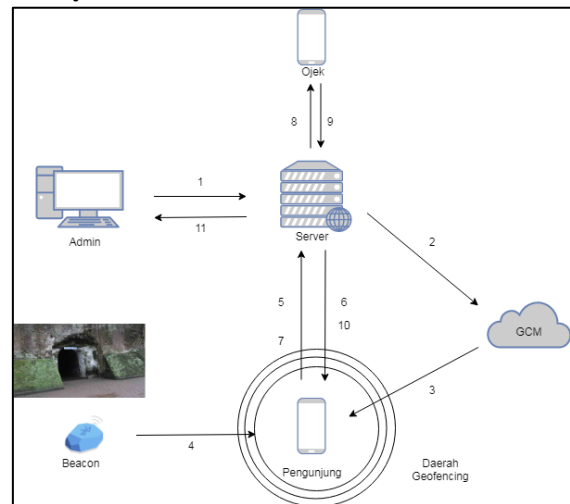 Ojek
8
9
1
Admin
11
Server
2
5
6
7
10
GCM
3
4
Beacon
Pengunjung
Daerah
Geofencing